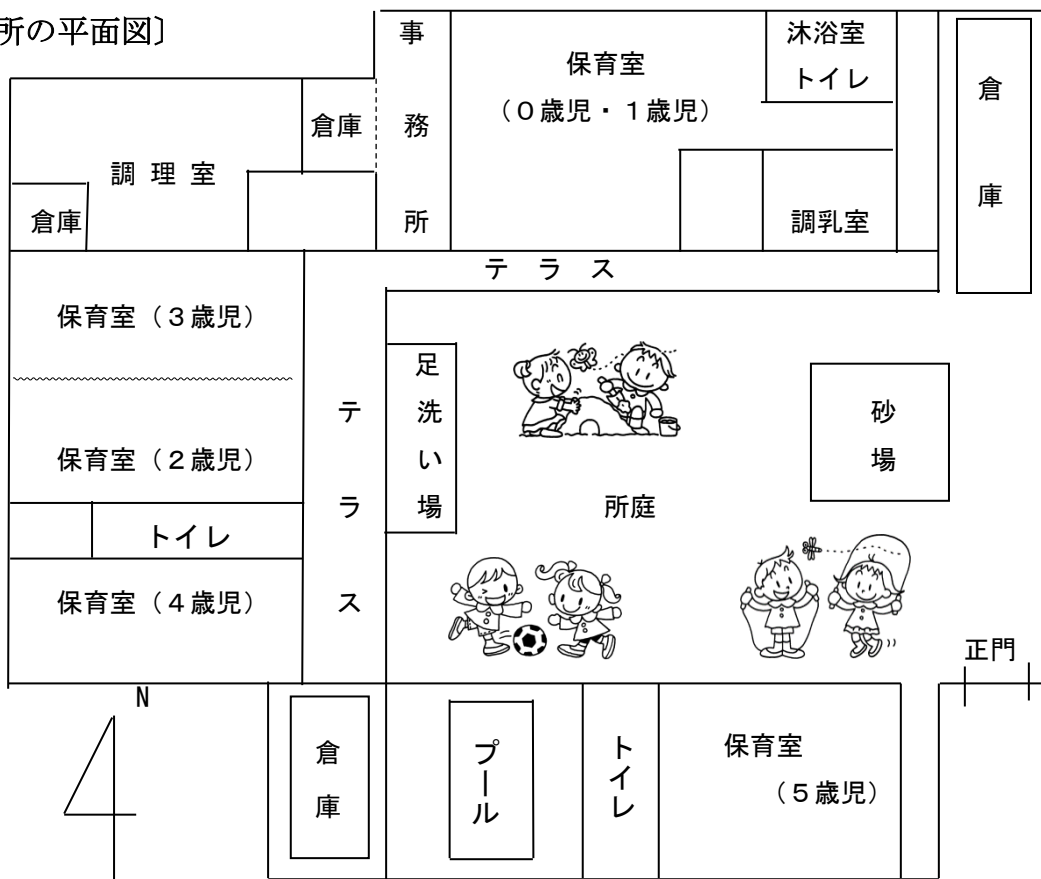 所の平面図〕
事務所
保育室
(０歳児・１歳児)
沐浴室
トイレ
倉庫
倉庫
調理室
倉庫
調乳室
テラス
保育室（３歳児）
足洗い場
テラス
砂場
保育室（２歳児）
所庭
トイレ
保育室（４歳児）
正門
N
倉庫
プール
トイレ
保育室
（５歳児）